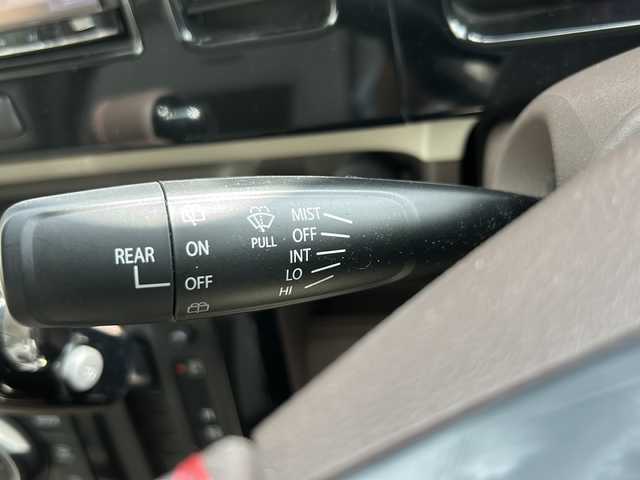 REAR
ON
OFF
PULL
MIST
OFF
INT
LO
HI